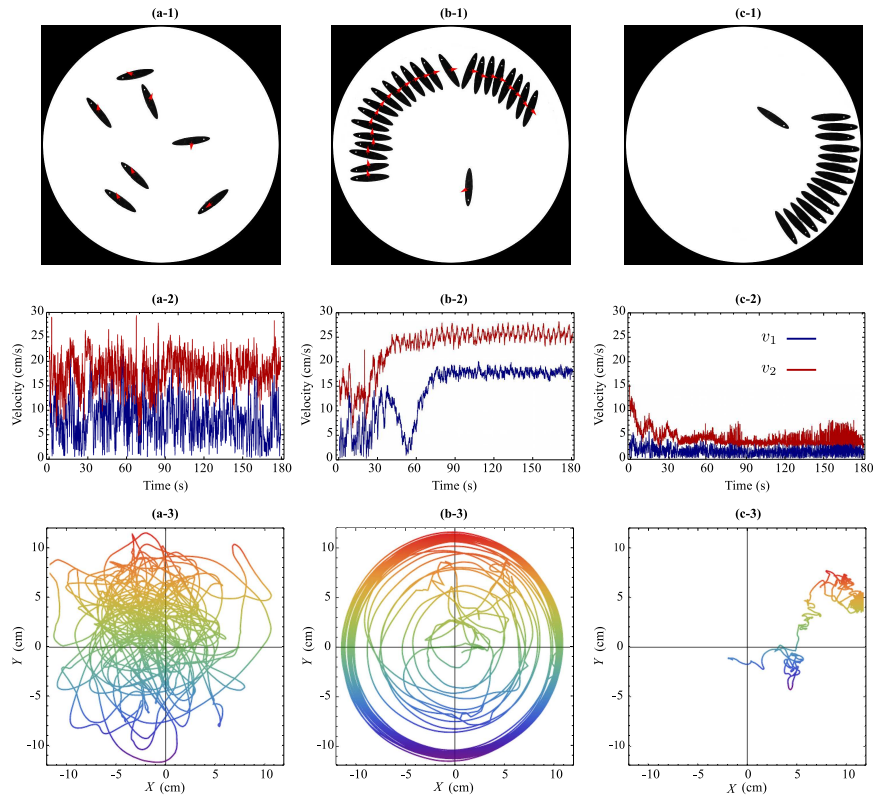 (a-1) (b-1) (c-1)
(a-2) (b-2) (c-2)
30 30 30
25 25 25
20 20 20
15 15 15
10 10 10
5 5 5
0 0 0
Velocity (cm/s) Velocity (cm/s) Velocity (cm/s)
v1
v2
0 30 60 90 120 150 180 0 30 60 90 120 150 180 0 30 60 90 120 150 180
Time (s) Time (s) Time (s)
(a-3) (b-3) (c-3)
10 10 10
5 5 5
0 0 0
-5 -5 -5
-10 -10 -10
Y (cm) Y (cm) Y (cm)
-10 -5 0 5 10 -10 -5 0 5 10 -10 -5 0 5 10
X (cm) X (cm) X (cm)